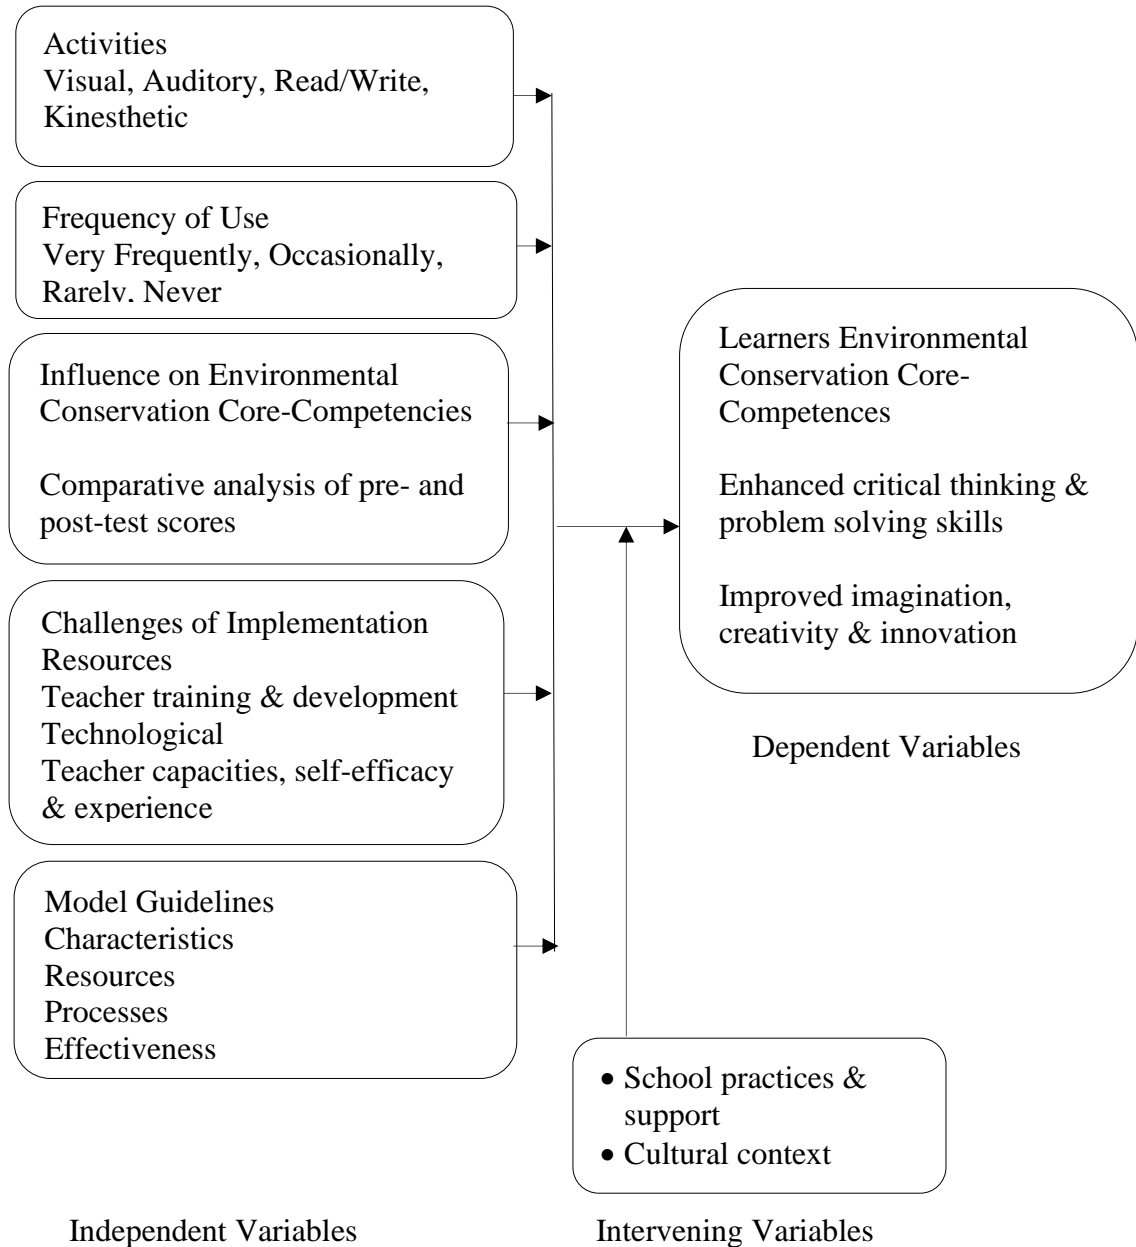 Activities
Visual, Auditory, Read/Write,
Kinesthetic
Frequency of Use
Very Frequently, Occasionally,
Rarely, Never
Influence on Environmental
Conservation Core-Competencies
Comparative analysis of pre- and
post-test scores
Challenges of Implementation
Resources
Teacher training & development
Technological
Teacher capacities, self-efficacy
& experience
Model Guidelines
Characteristics
Resources
Processes
Effectiveness
Independent Variables
• School practices &
support
• Cultural context
Intervening Variables
Learners Environmental
Conservation Core-
Competences
Enhanced critical thinking &
problem solving skills
Improved imagination,
creativity & innovation
Dependent Variables